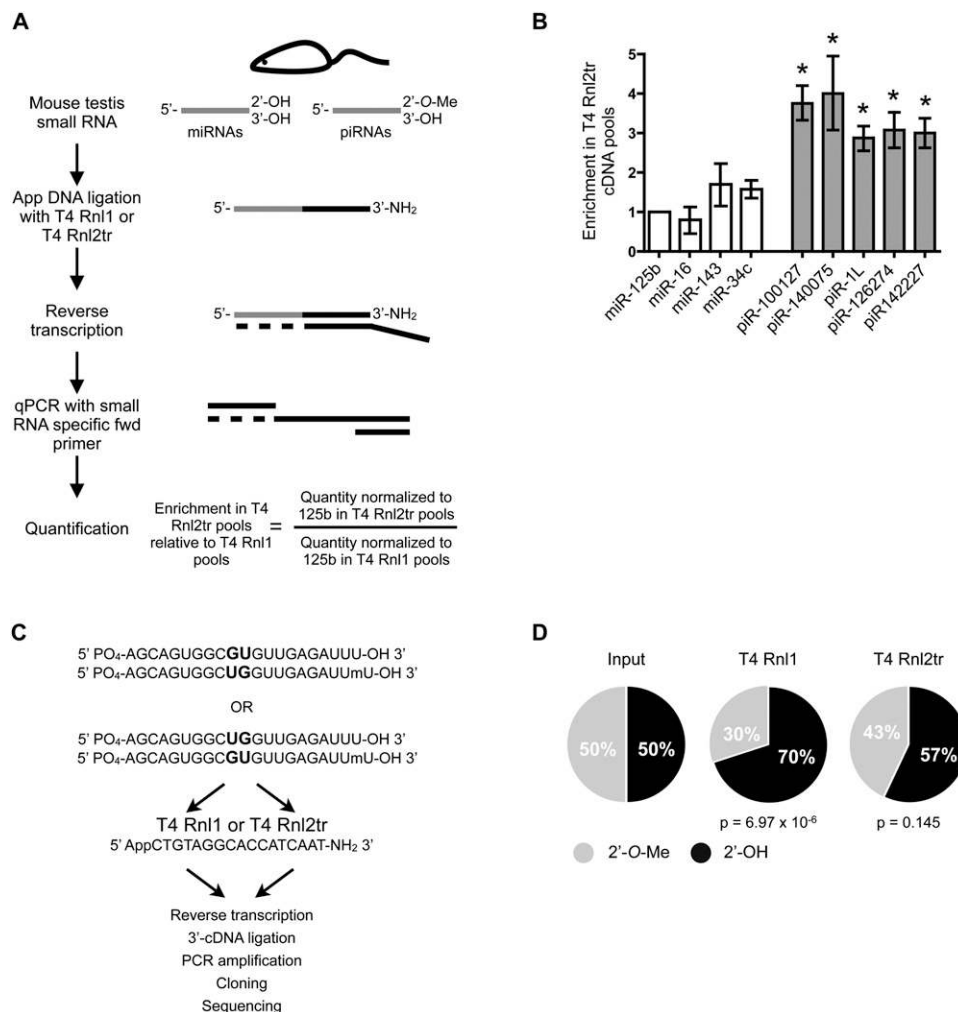 A
Mouse testis
small RNA
5’-
2’-OH
3’-OH
miRNAs
5’-
2’-O-Me
3’-OH
piRNAs
App DNA ligation
with T4 Rnl1 or
T4 Rnl2tr
5’-
3’-NH₂
Reverse
transcription
5’-
3’-NH₂
qPCR with small
RNA specific fwd
primer
Quantification
Enrichment in T4
Rnl2tr pools
relative to T4 Rnl1
pools
=
Quantity normalized to
125b in T4 Rnl2tr pools
Quantity normalized to
125b in T4 Rnl1 pools
B
Enrichment in T4 Rnl2tr
cDNA pools
5
4
3
2
1
0
* * * * *
miR-125b
miR-16
miR-143
miR-34c
piR-100127
piR-140075
piR-1L
piR-126274
piR142227
C
5’ PO₄-AGCAGUGGCGUGUUGAGAUUU-OH 3’
5’ PO₄-AGCAGUGGCUGGUUGAGAUUmU-OH 3’
OR
5’ PO₄-AGCAGUGGCUGGUUGAGAUUU-OH 3’
5’ PO₄-AGCAGUGGCGUGUUGAUUmU-OH 3’
T4 Rnl1 or T4 Rnl2tr
5’ AppCTGTAGGCACCATCAAT-NH₂ 3’
Reverse transcription
3’-cDNA ligation
PCR amplification
Cloning
Sequencing
D
Input
50%
50%
T4 Rnl1
30%
70%
p = 6.97 x 10⁻⁶
T4 Rnl2tr
43%
57%
p = 0.145
2’-O-Me
2’-OH